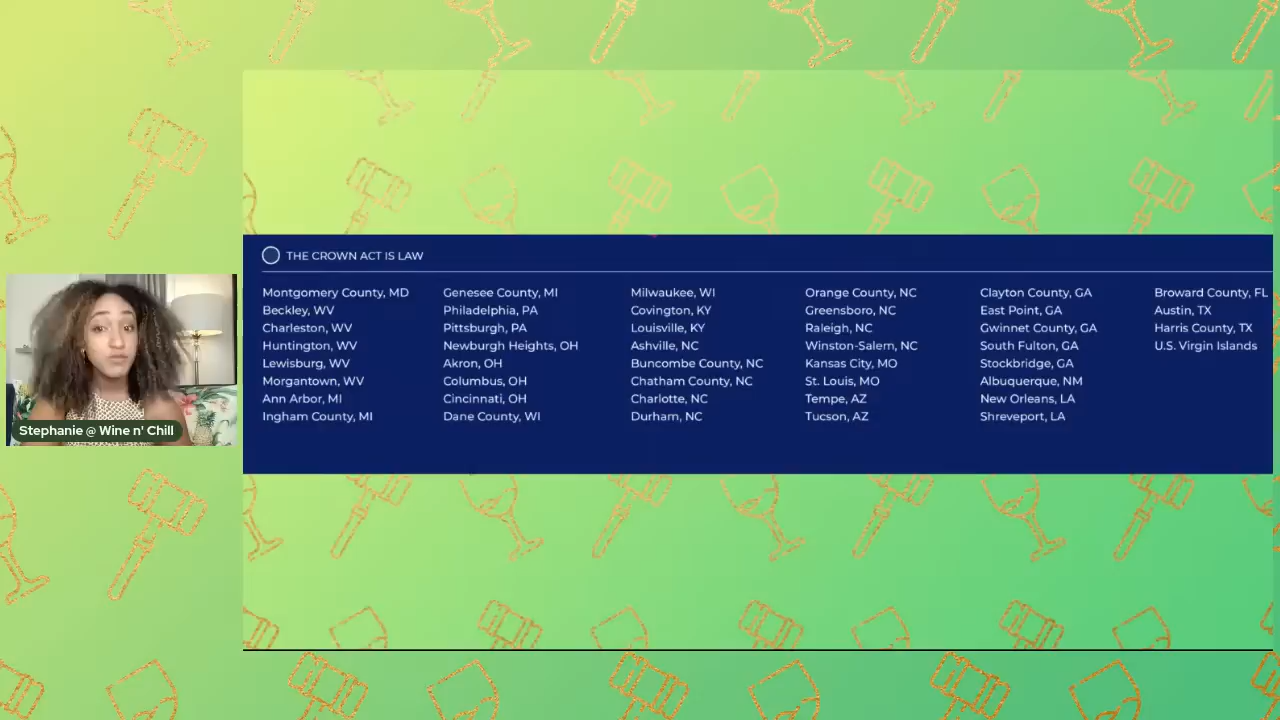 THE CROWN ACT IS LAW
Montgomery County, MD
Beckley, WV
Charleston, WV
Huntington, WV
Lewisburg, WV
Morgantown, WV
Ann Arbor, MI
Ingham County, MI
Genesee County, MI
Philadelphia, PA
Pittsburgh, PA
Newburgh Heights, OH
Akron, OH
Columbus, OH
Cincinnati, OH
Dane County, WI
Milwaukee, WI
Covington, KY
Louisville, KY
Ashville, NC
Buncombe County, NC
Chatham County, NC
Charlotte, NC
Durham, NC
Orange County, NC
Greensboro, NC
Raleigh, NC
Winston-Salem, NC
Kansas City, MO
St. Louis, MO
Tempe, AZ
Tucson, AZ
Clayton County, GA
East Point, GA
Gwinnet County, GA
South Fulton, GA
Stockbridge, GA
Albuquerque, NM
New Orleans, LA
Shreveport, LA
Broward County, FL
Austin, TX
Harris County, TX
U.S. Virgin Islands
Stephanie @ Wine n' Chill